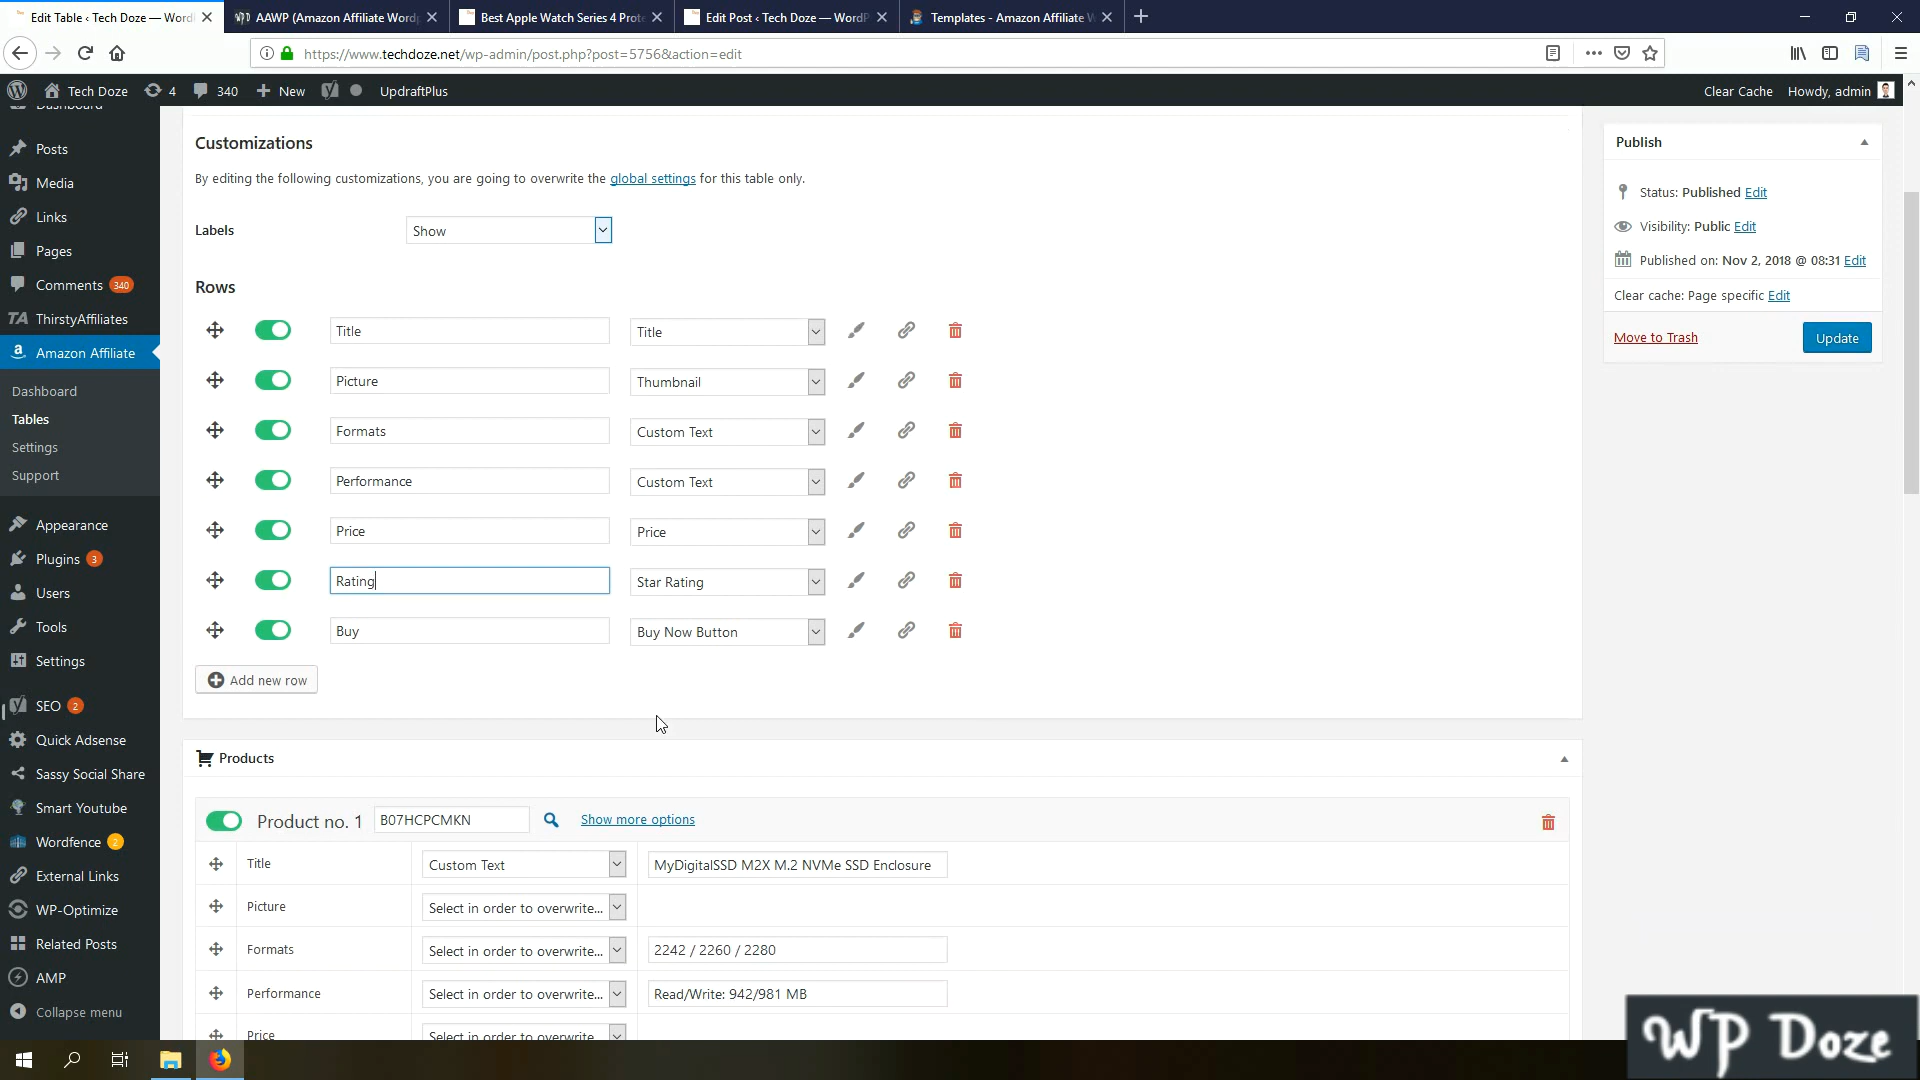 Edit Table ‹ Tech Doze — Word
AAWP (Amazon Affiliate Word
Best Apple Watch Series 4 Prote
Edit Post ‹ Tech Doze — WordP
Templates - Amazon Affiliate W
https://www.techdoze.net/wp-admin/post.php?post=5756&action=edit
Tech Doze 4 340 New UpdraftPlus Clear Cache Howdy, admin
Dashboard
Posts
Media
Links
Pages
Comments 340
ThirstyAffiliates
Amazon Affiliate
Dashboard
Tables
Settings
Support
Appearance
Plugins 3
Users
Tools
Settings
SEO 2
Quick Adsense
Sassy Social Share
Smart Youtube
Wordfence 2
External Links
WP-Optimize
Related Posts
AMP
Collapse menu
Customizations
By editing the following customizations, you are going to overwrite the global settings for this table only.
Labels Show
Rows
Title Title
Picture Thumbnail
Formats Custom Text
Performance Custom Text
Price Price
Rating Star Rating
Buy Buy Now Button
Add new row
Products
Product no. 1 B07HCPCMKN Show more options
Title Custom Text MyDigitalSSD M2X M.2 NVMe SSD Enclosure
Picture Select in order to overwrite...
Formats Select in order to overwrite... 2242 / 2260 / 2280
Performance Select in order to overwrite... Read/Write: 942/981 MB
Price Select in order to overwrite
Publish
Status: Published Edit
Visibility: Public Edit
Published on: Nov 2, 2018 @ 08:31 Edit
Clear cache: Page specific Edit
Move to Trash Update
WP Doze